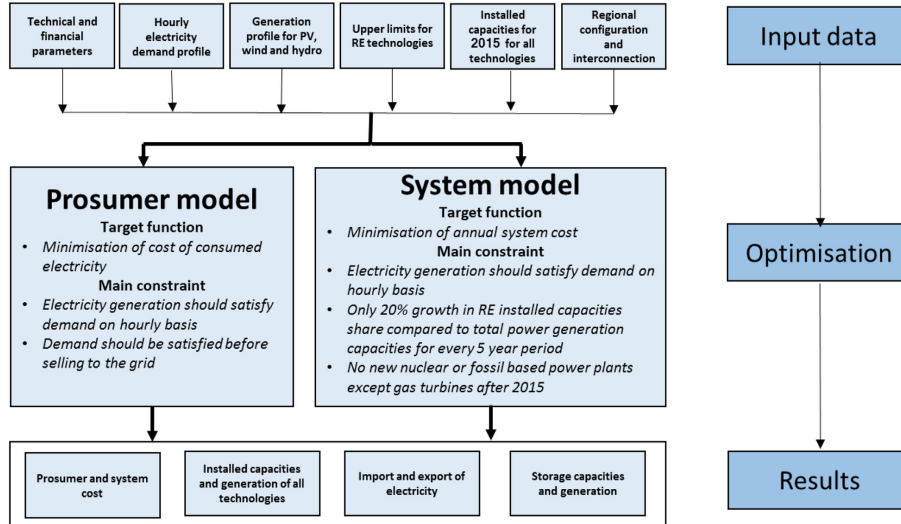 Technical and
financial
parameters
Hourly
electricity
demand profile
Generation
profile for PV,
wind and hydro
Upper limits for
RE technologies
Installed
capacities for
2015 for all
technologies
Regional
configuration
and
interconnection
Input data
Prosumer model
Target function
• Minimisation of cost of consumed
electricity
Main constraint
• Electricity generation should satisfy
demand on hourly basis
• Demand should be satisfied before
selling to the grid
System model
Target function
• Minimisation of annual system cost
Main constraint
• Electricity generation should satisfy demand on
hourly basis
• Only 20% growth in RE installed capacities
share compared to total power generation
capacities for every 5 year period
• No new nuclear or fossil based power plants
except gas turbines after 2015
Optimisation
Prosumer and system
cost
Installed capacities
and generation of all
technologies
Import and export of
electricity
Storage capacities
and generation
Results